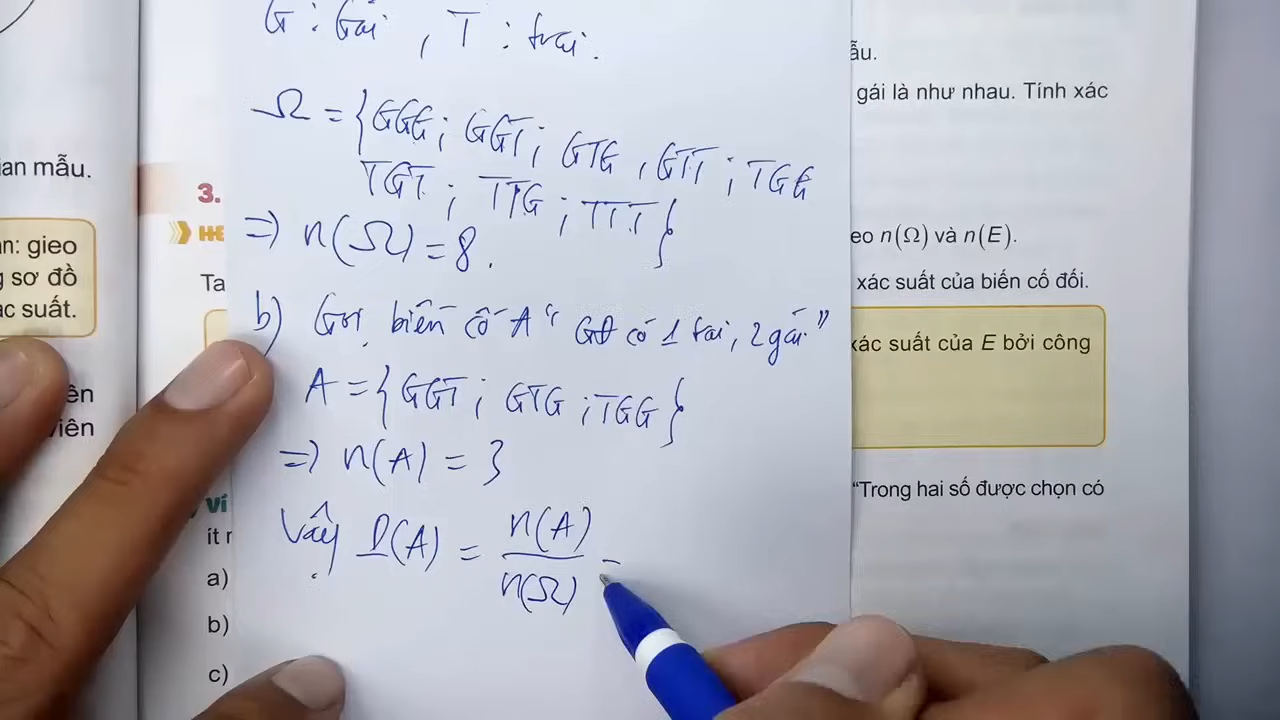 G : Gái , T : trai.
Ω = {GGG ; GGT ; GTG , GTT ; TGG
TGT ; TTG ; TTT}
=> n(Ω) = 8.
b) Gọi biến cố A " GĐ có 1 trai, 2 gái "
A = { GGT ; GTG ; TGG }
=> n(A) = 3
Vậy P(A) = n(A) / n(Ω) =
ian mẫu.
n: gieo
g sơ đồ
ác suất.
ên
viên
3.
HĐ
Ta
Ví
ít n
a)
b)
c)
ẫu.
gái là như nhau. Tính xác
eo n(Ω) và n(E).
xác suất của biến cố đối.
xác suất của E bởi công
"Trong hai số được chọn có